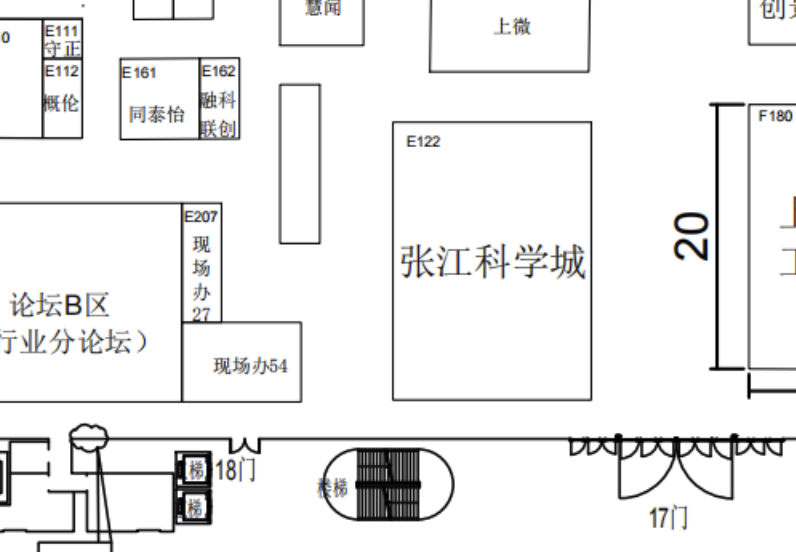 慧闻
上微
0
E111
守正
E112
概伦
E161
同泰怡
E162
融科
联创
E122
张江科学城
F180
20
E207
现
场
办
27
论坛B区
行业分论坛）
现场办54
梯
18门
梯
楼梯
17门